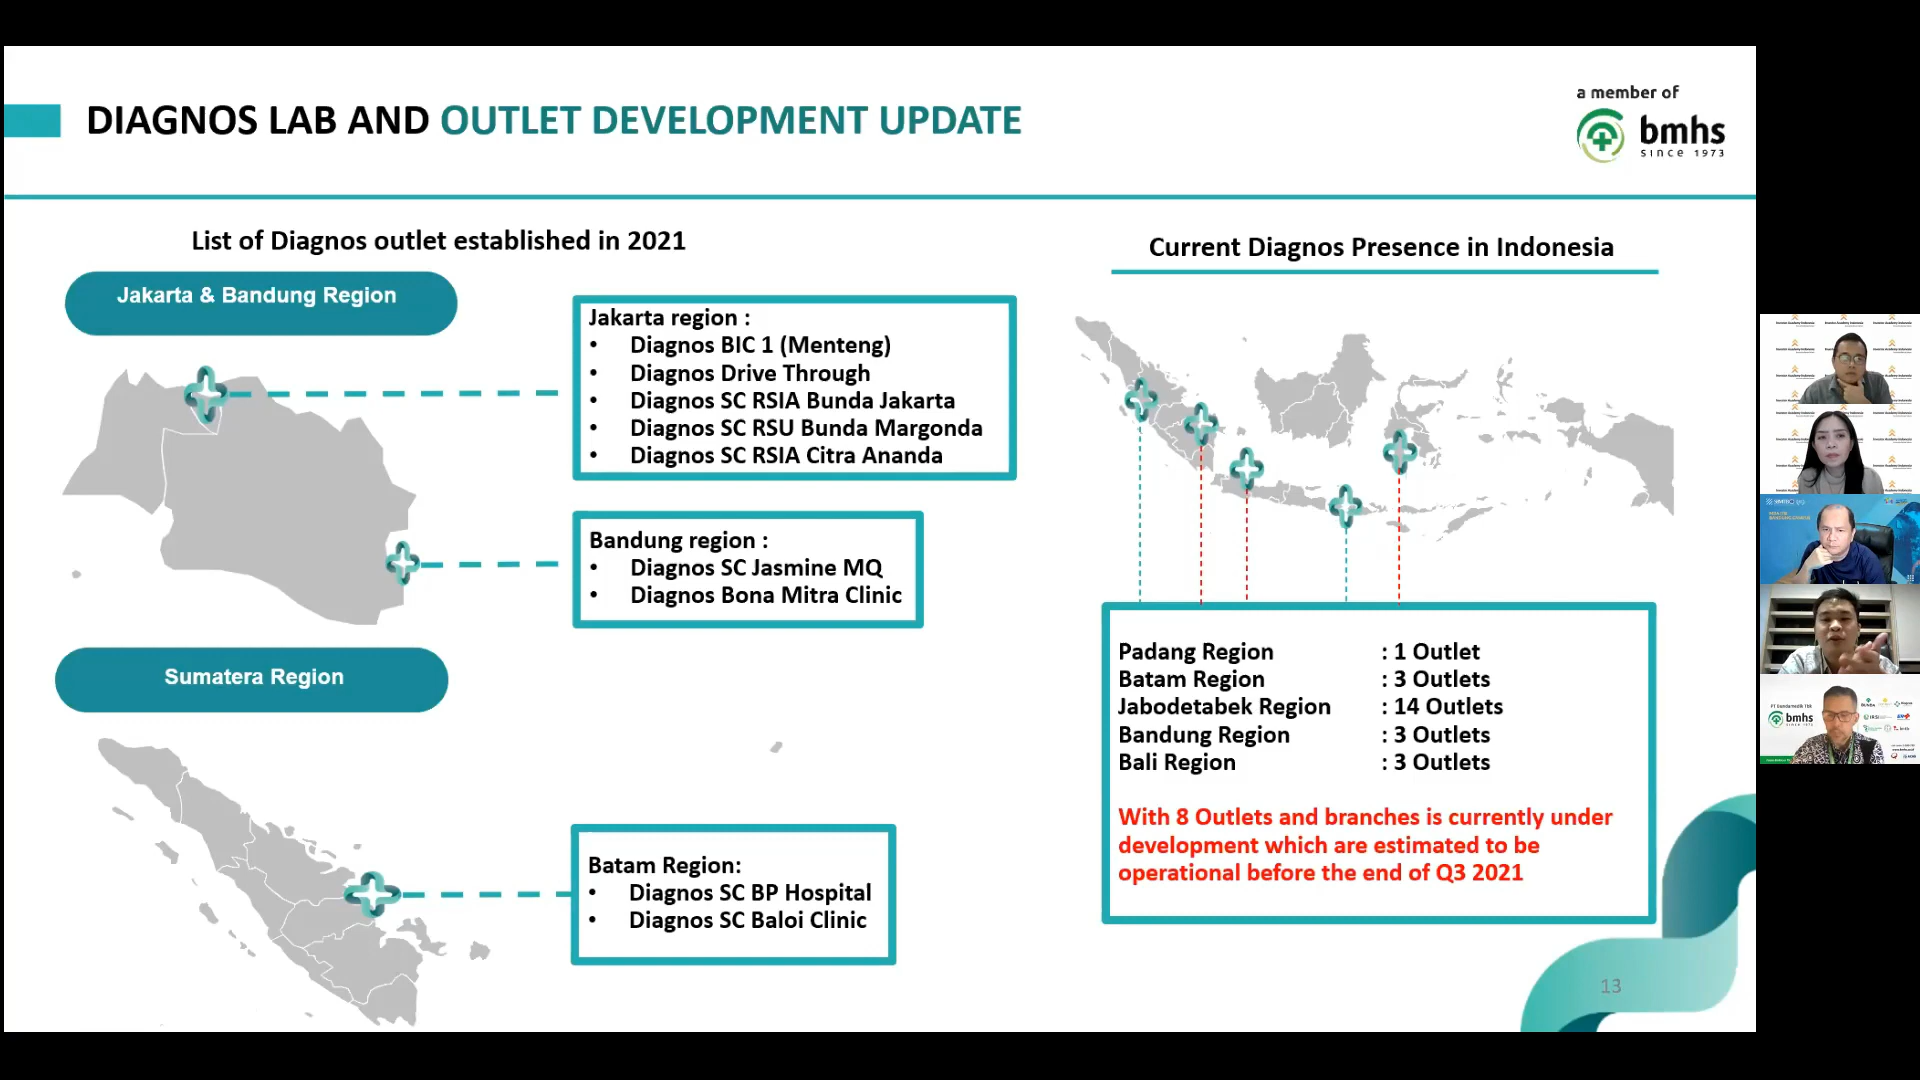 DIAGNOS LAB AND OUTLET DEVELOPMENT UPDATE
a member of
bmhs
SINCE 1973
List of Diagnos outlet established in 2021
Jakarta & Bandung Region
Jakarta region :
• Diagnos BIC 1 (Menteng)
• Diagnos Drive Through
• Diagnos SC RSIA Bunda Jakarta
• Diagnos SC RSU Bunda Margonda
• Diagnos SC RSIA Citra Ananda
Bandung region :
• Diagnos SC Jasmine MQ
• Diagnos Bona Mitra Clinic
Sumatera Region
Batam Region:
• Diagnos SC BP Hospital
• Diagnos SC Baloi Clinic
Current Diagnos Presence in Indonesia
Padang Region : 1 Outlet
Batam Region : 3 Outlets
Jabodetabek Region : 14 Outlets
Bandung Region : 3 Outlets
Bali Region : 3 Outlets
With 8 Outlets and branches is currently under
development which are estimated to be
operational before the end of Q3 2021
13
PT Bundamedik Tbk
bmhs